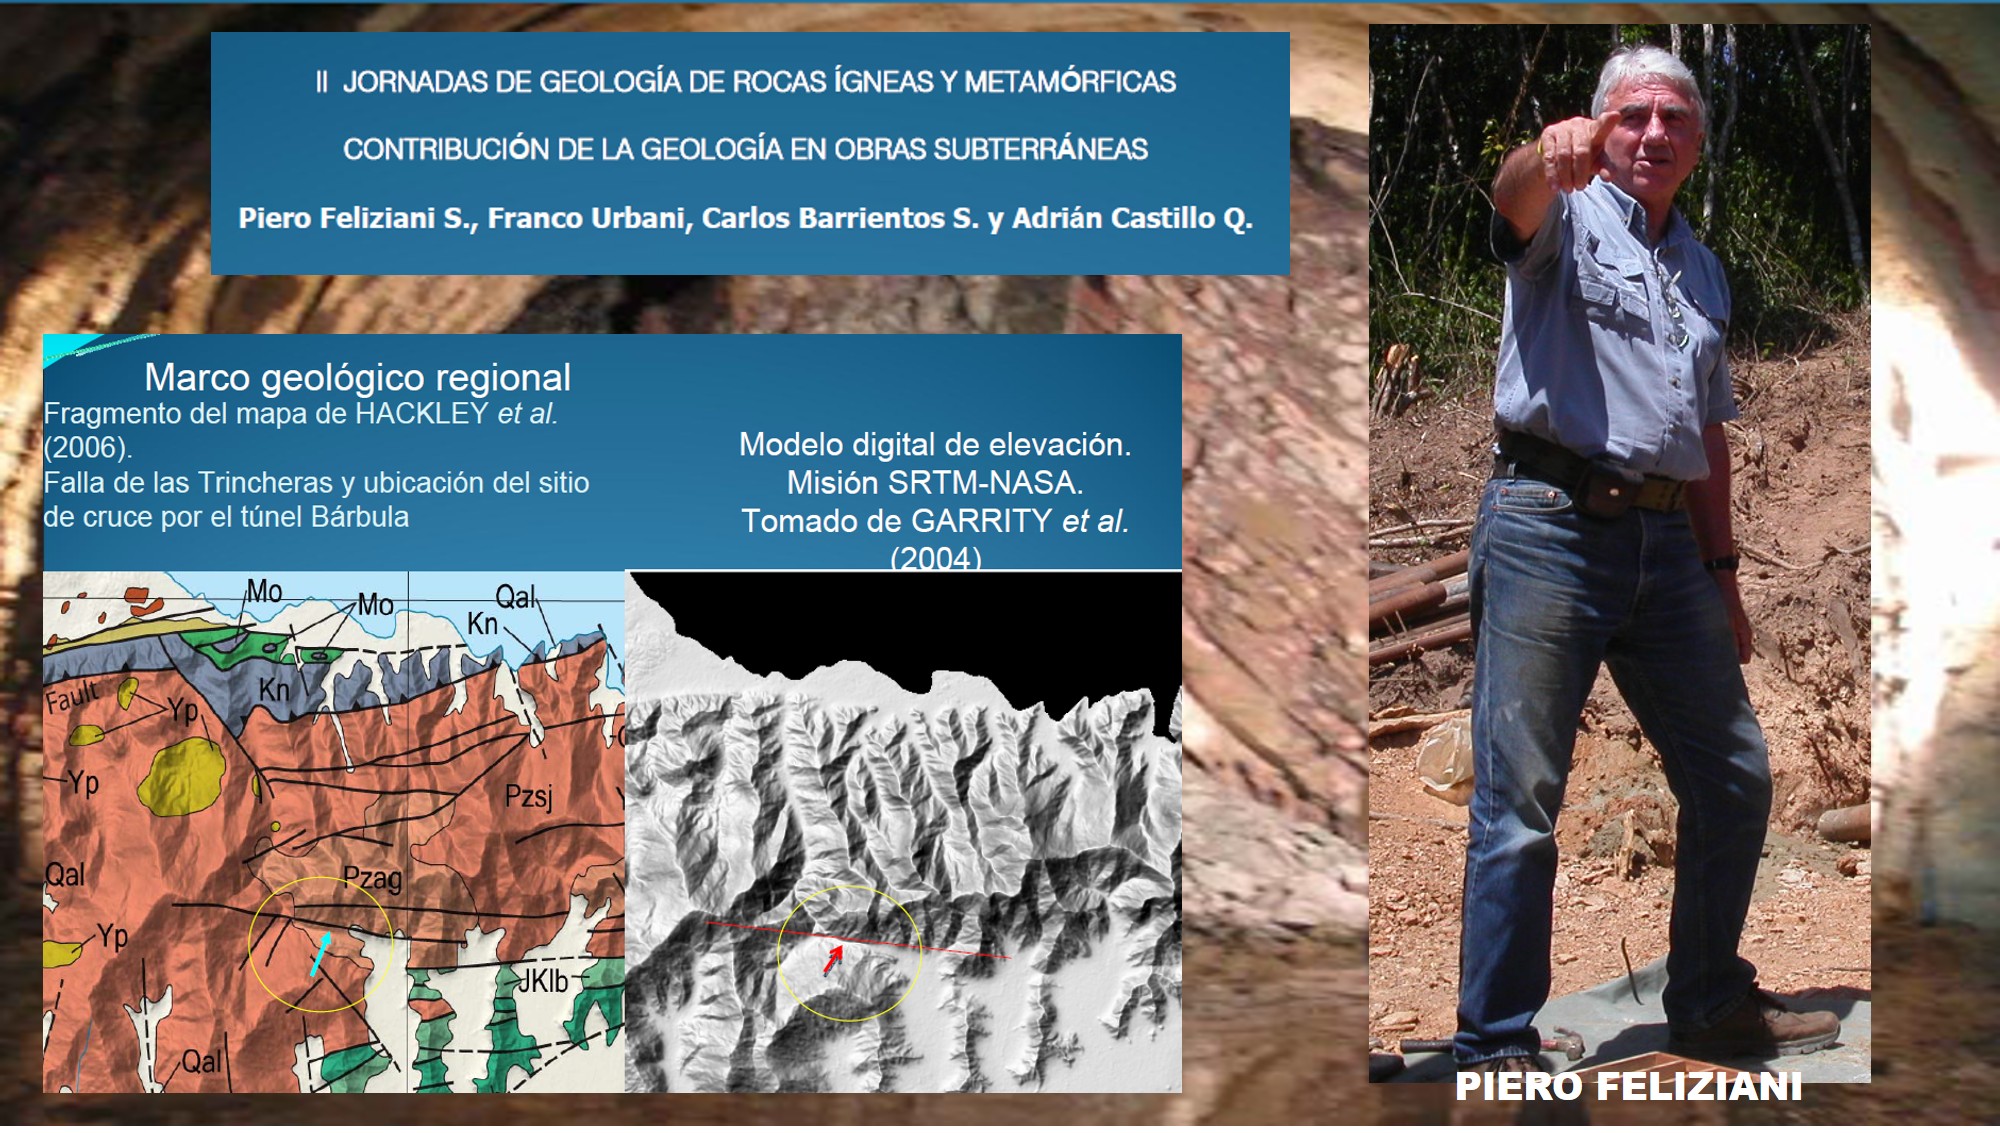 II JORNADAS DE GEOLOGÍA DE ROCAS ÍGNEAS Y METAMÓRFICAS
CONTRIBUCIÓN DE LA GEOLOGÍA EN OBRAS SUBTERRÁNEAS
Piero Feliziani S., Franco Urbani, Carlos Barrientos S. y Adrián Castillo Q.
Marco geológico regional
Fragmento del mapa de HACKLEY et al.
(2006).
Falla de las Trincheras y ubicación del sitio
de cruce por el túnel Bárbula
Modelo digital de elevación.
Misión SRTM-NASA.
Tomado de GARRITY et al.
(2004)
Mo
Mo
Qal
Kn
Kn
Fault
Yp
Yp
Pzsj
Qal
Pzag
Yp
JKlb
Qal
PIERO FELIZIANI